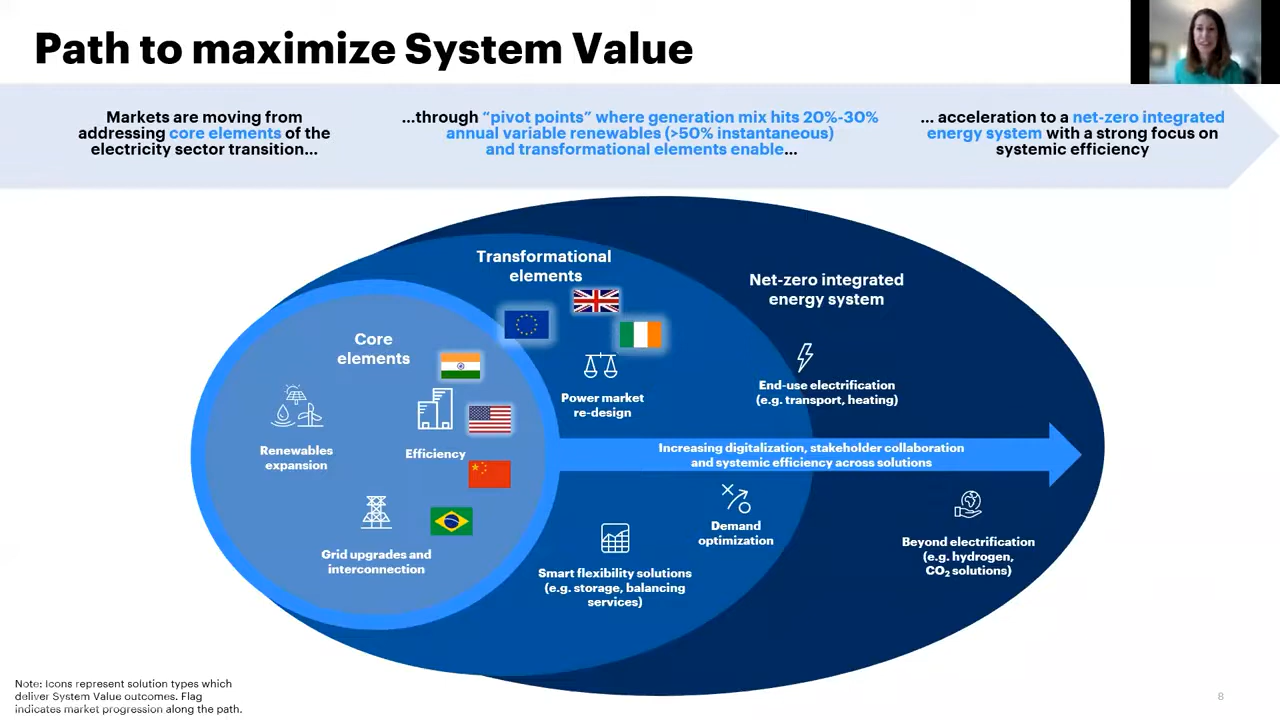 Path to maximize System Value
Markets are moving from
addressing core elements of the
electricity sector transition...
...through “pivot points” where generation mix hits 20%-30%
annual variable renewables (>50% instantaneous)
and transformational elements enable...
... acceleration to a net-zero integrated
energy system with a strong focus on
systemic efficiency
Core
elements
Renewables
expansion
Efficiency
Grid upgrades and
interconnection
Transformational
elements
Power market
re-design
Smart flexibility solutions
(e.g. storage, balancing
services)
Demand
optimization
Net-zero integrated
energy system
End-use electrification
(e.g. transport, heating)
Increasing digitalization, stakeholder collaboration
and systemic efficiency across solutions
Beyond electrification
(e.g. hydrogen,
CO₂ solutions)
Note: Icons represent solution types which
deliver System Value outcomes. Flag
indicates market progression along the path.
8